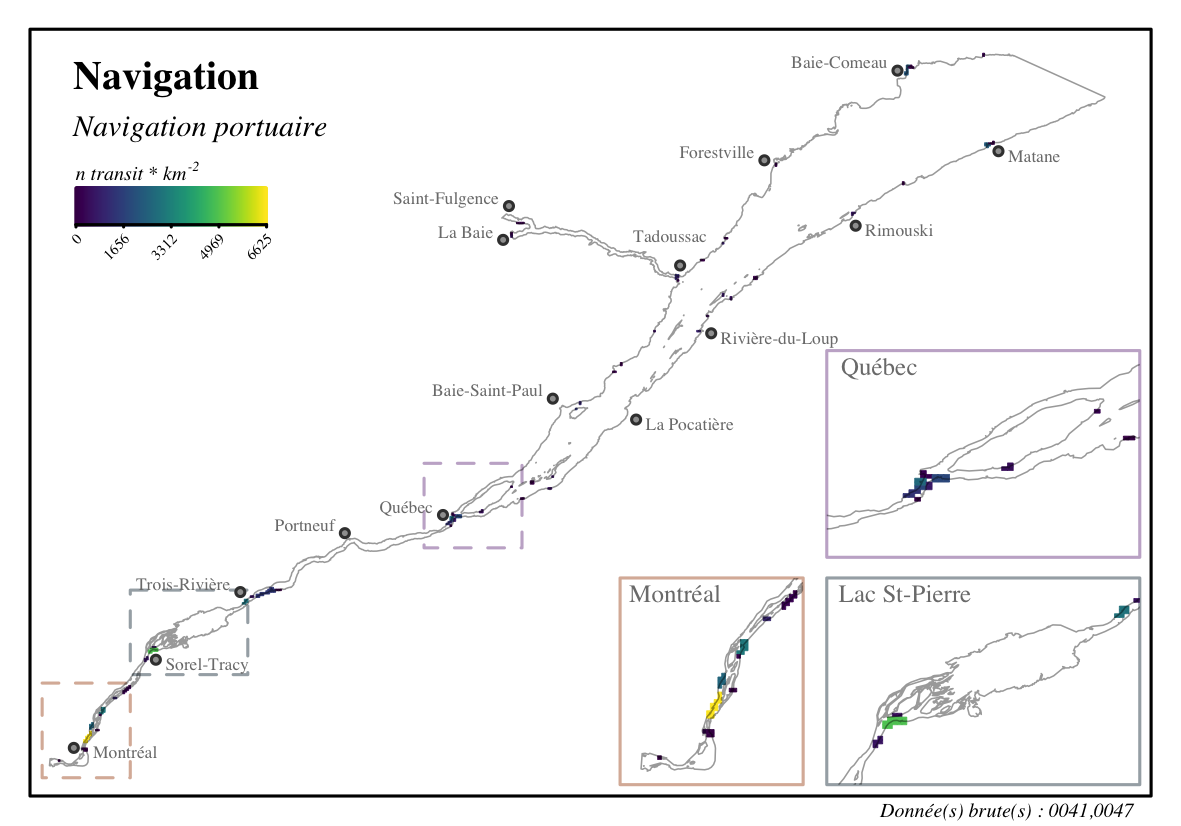 Navigation
Navigation portuaire
n transit * km-2
0
1656
3312
4969
6625
Baie-Comeau
Forestville
Matane
Saint-Fulgence
La Baie
Tadoussac
Rimouski
Rivière-du-Loup
Baie-Saint-Paul
La Pocatière
Québec
Portneuf
Trois-Rivière
Sorel-Tracy
Montréal
Québec
Montréal
Lac St-Pierre
Donnée(s) brute(s) : 0041,0047